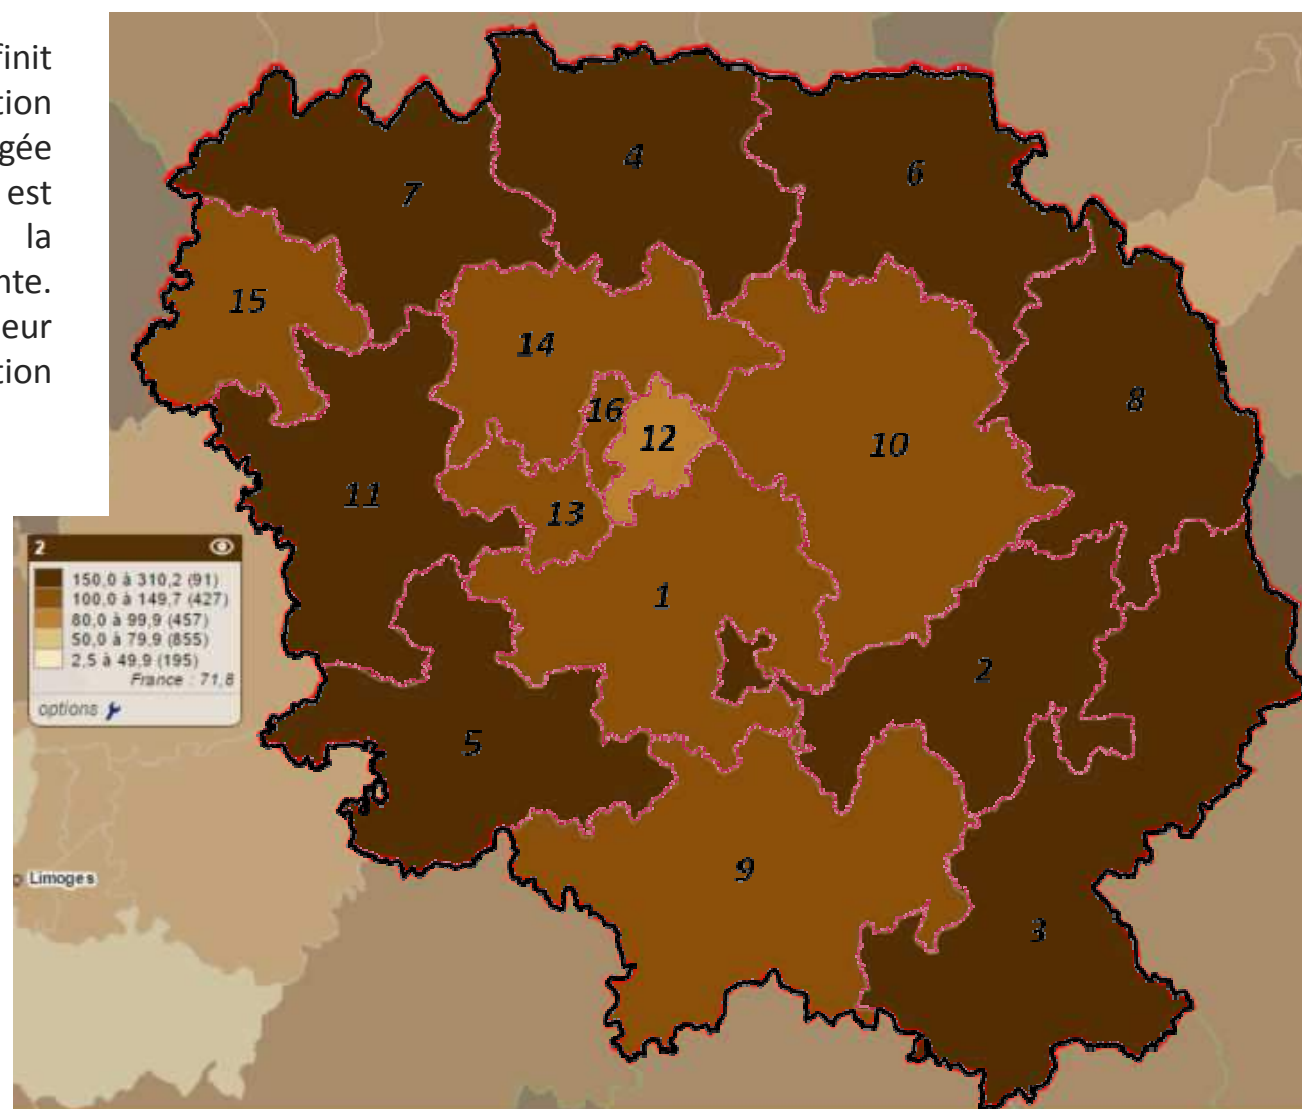 finit
tion
gée
est
la
nte.
eur
tion
4
6
7
15
14
8
16
12
10
11
13
2
150,0 à 310,2 (91)
100,0 à 149,7 (427)
80,0 à 99,9 (457)
50,0 à 79,9 (855)
2,5 à 49,9 (195)
France : 71,8
options
1
2
5
9
Limoges
3